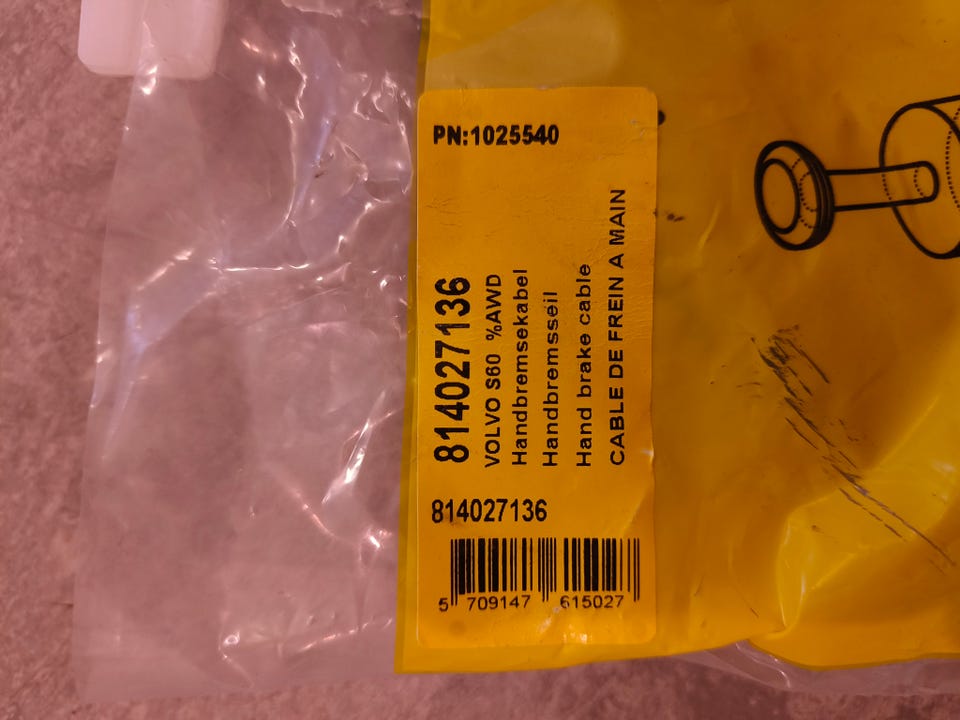 PN:1025540
814027136
VOLVO S60 %AWD
Handbremsekabel
Handbremsseil
Hand brake cable
CABLE DE FREIN A MAIN
814027136
5 709147 615027